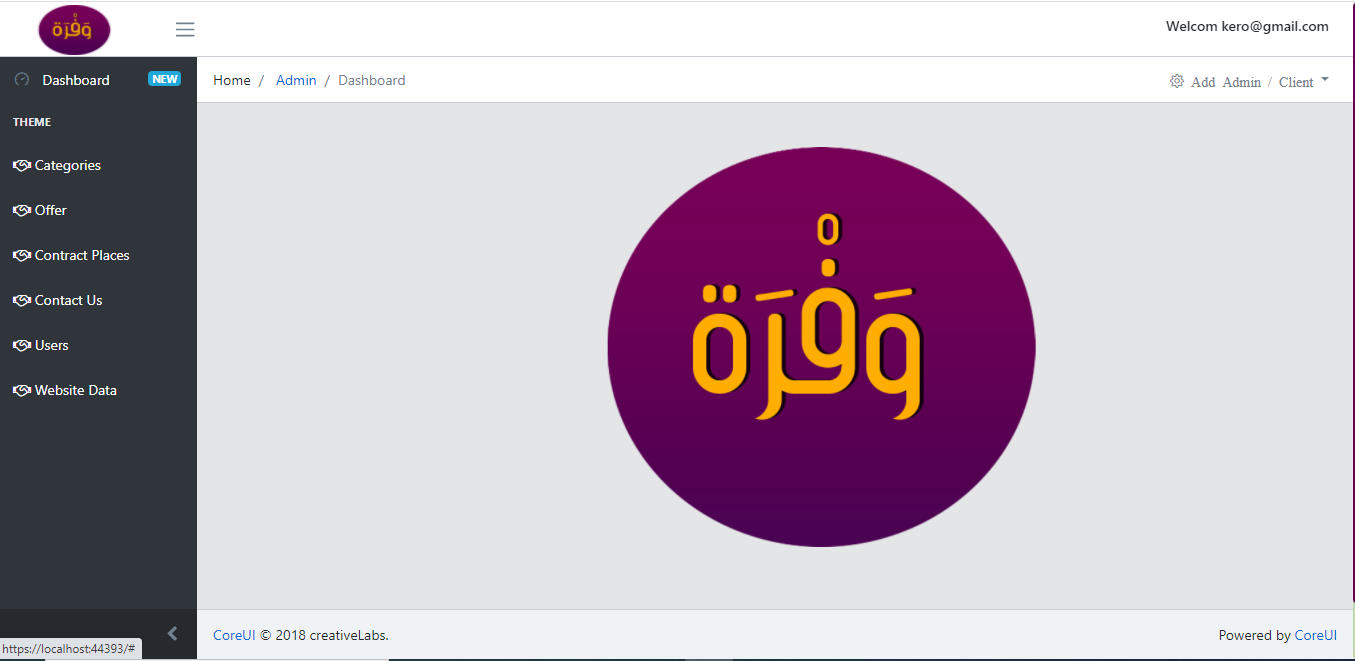 وَفْرَة
Welcom kero@gmail.com
Dashboard NEW
Home / Admin / Dashboard
Add Admin / Client
THEME
Categories
Offer
Contract Places
Contact Us
Users
Website Data
وَفْرَة
CoreUI © 2018 creativeLabs.
Powered by CoreUI
https://localhost:44393/#